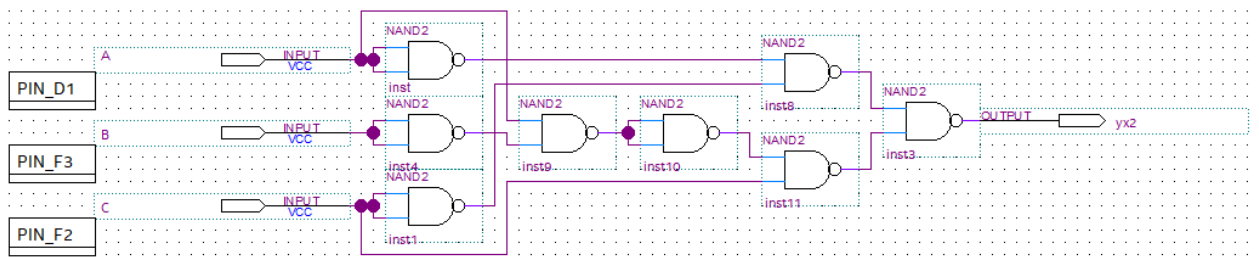 A
INPUT
VCC
PIN_D1
B
INPUT
VCC
PIN_F3
C
INPUT
VCC
PIN_F2
NAND2
inst
NAND2
inst4
NAND2
inst1
NAND2
inst9
NAND2
inst10
NAND2
inst8
NAND2
inst11
NAND2
inst3
OUTPUT
yx2